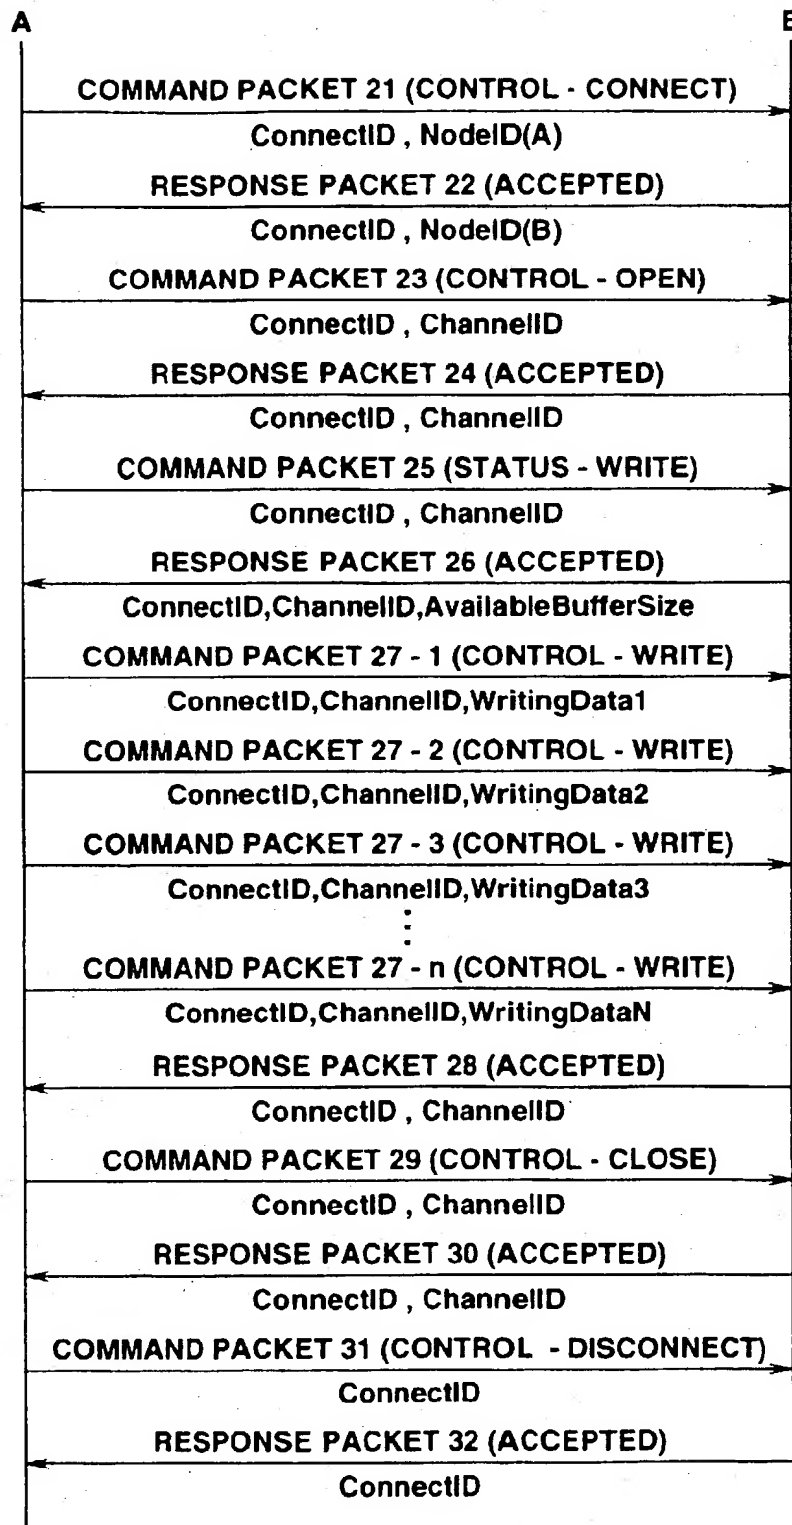 A B
COMMAND PACKET 21 (CONTROL - CONNECT)
ConnectID , NodeID(A)
RESPONSE PACKET 22 (ACCEPTED)
ConnectID , NodeID(B)
COMMAND PACKET 23 (CONTROL - OPEN)
ConnectID , ChannelID
RESPONSE PACKET 24 (ACCEPTED)
ConnectID , ChannelID
COMMAND PACKET 25 (STATUS - WRITE)
ConnectID , ChannelID
RESPONSE PACKET 26 (ACCEPTED)
ConnectID,ChannelID,AvailableBufferSize
COMMAND PACKET 27 - 1 (CONTROL - WRITE)
ConnectID,ChannelID,WritingData1
COMMAND PACKET 27 - 2 (CONTROL - WRITE)
ConnectID,ChannelID,WritingData2
COMMAND PACKET 27 - 3 (CONTROL - WRITE)
ConnectID,ChannelID,WritingData3
COMMAND PACKET 27 - n (CONTROL - WRITE)
ConnectID,ChannelID,WritingDataN
RESPONSE PACKET 28 (ACCEPTED)
ConnectID , ChannelID
COMMAND PACKET 29 (CONTROL - CLOSE)
ConnectID , ChannelID
RESPONSE PACKET 30 (ACCEPTED)
ConnectID , ChannelID
COMMAND PACKET 31 (CONTROL - DISCONNECT)
ConnectID
RESPONSE PACKET 32 (ACCEPTED)
ConnectID